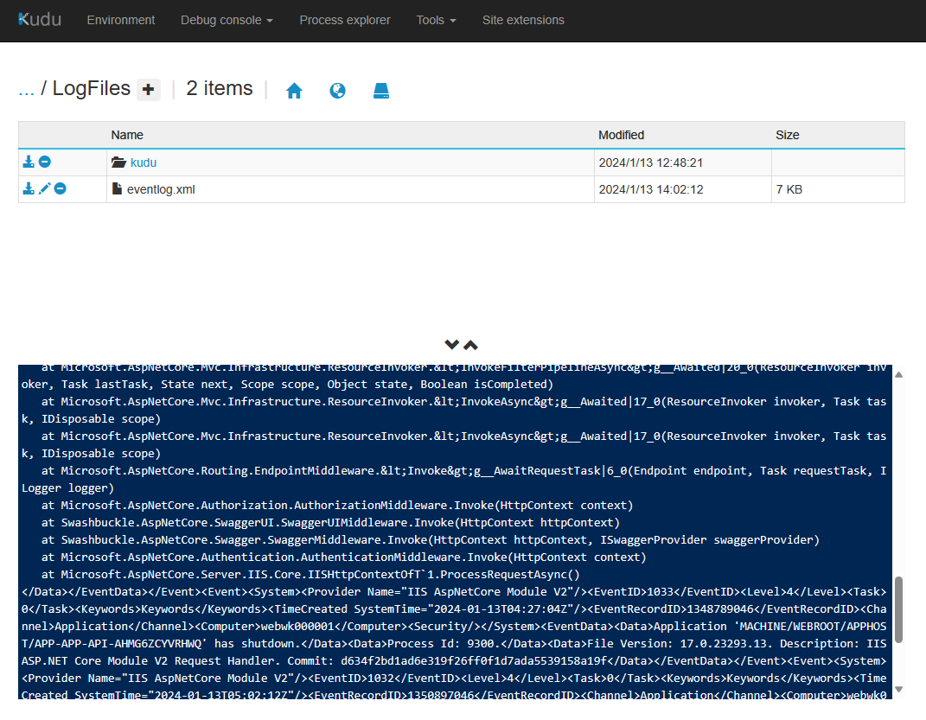 Kudu Environment Debug console Process explorer Tools Site extensions
... / LogFiles 2 items
Name Modified Size
kudu 2024/1/13 12:48:21
eventlog.xml 2024/1/13 14:02:12 7 KB
at Microsoft.AspNetCore.Mvc.Infrastructure.ResourceInvoker.&lt;InvokeFilterPipelineAsync&gt;g__Awaited|20_0(ResourceInvoker inv
oker, Task lastTask, State next, Scope scope, Object state, Boolean isCompleted)
at Microsoft.AspNetCore.Mvc.Infrastructure.ResourceInvoker.&lt;InvokeAsync&gt;g__Awaited|17_0(ResourceInvoker invoker, Task tas
k, IDisposable scope)
at Microsoft.AspNetCore.Mvc.Infrastructure.ResourceInvoker.&lt;InvokeAsync&gt;g__Awaited|17_0(ResourceInvoker invoker, Task tas
k, IDisposable scope)
at Microsoft.AspNetCore.Routing.EndpointMiddleware.&lt;Invoke&gt;g__AwaitRequestTask|6_0(Endpoint endpoint, Task requestTask, I
Logger logger)
at Microsoft.AspNetCore.Authorization.AuthorizationMiddleware.Invoke(HttpContext context)
at Swashbuckle.AspNetCore.SwaggerUI.SwaggerUIMiddleware.Invoke(HttpContext httpContext)
at Swashbuckle.AspNetCore.Swagger.SwaggerMiddleware.Invoke(HttpContext httpContext, ISwaggerProvider swaggerProvider)
at Microsoft.AspNetCore.Authentication.AuthenticationMiddleware.Invoke(HttpContext context)
at Microsoft.AspNetCore.Server.IIS.Core.IISHttpContextOfT`1.ProcessRequestAsync()
</Data></EventData></Event><Event><System><Provider Name="IIS AspNetCore Module V2"/><EventID>1033</EventID><Level>4</Level><Task>
0</Task><Keywords>Keywords</Keywords><TimeCreated SystemTime="2024-01-13T04:27:04Z"/><EventRecordID>1348789046</EventRecordID><Cha
nnel>Application</Channel><Computer>webwk000001</Computer><Security/></System><EventData><Data>Application 'MACHINE/WEBROOT/APPHOS
T/APP-APP-API-AHMG6ZCYVRHWQ' has shutdown.</Data><Data>Process Id: 9300.</Data><Data>File Version: 17.0.23293.13. Description: IIS
ASP.NET Core Module V2 Request Handler. Commit: d634f2bd1ad6e319f26ff0f1d7ada5539158a19f</Data></EventData></Event><Event><System>
<Provider Name="IIS AspNetCore Module V2"/><EventID>1032</EventID><Level>4</Level><Task>0</Task><Keywords>Keywords</Keywords><Time
Created SystemTime="2024-01-13T05:02:12Z"/><EventRecordID>1350897046</EventRecordID><Channel>Application</Channel><Computer>webwk0